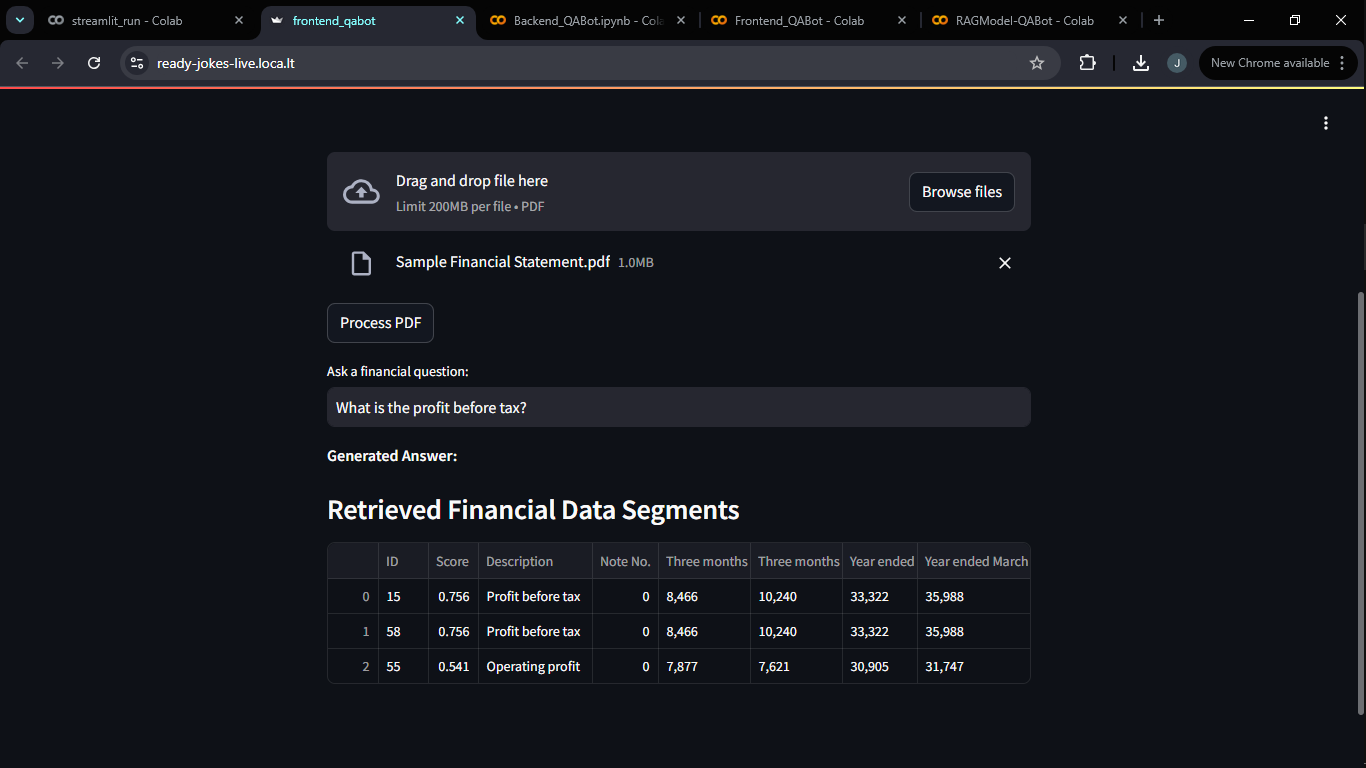 streamlit_run - Colab
frontend_qabot
Backend_QABot.ipynb - Cola
Frontend_QABot - Colab
RAGModel-QABot - Colab
ready-jokes-live.loca.lt
J
New Chrome available
Drag and drop file here
Limit 200MB per file • PDF
Browse files
Sample Financial Statement.pdf 1.0MB
Process PDF
Ask a financial question:
What is the profit before tax?
Generated Answer:
Retrieved Financial Data Segments
ID Score Description Note No. Three months Three months Year ended Year ended March
0 15 0.756 Profit before tax 0 8,466 10,240 33,322 35,988
1 58 0.756 Profit before tax 0 8,466 10,240 33,322 35,988
2 55 0.541 Operating profit 0 7,877 7,621 30,905 31,747